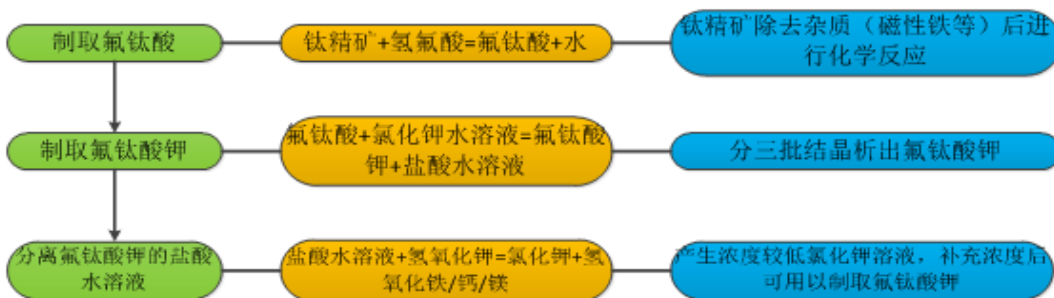 制取氟钛酸
钛精矿+氢氟酸=氟钛酸+水
钛精矿除去杂质（磁性铁等）后进
行化学反应
制取氟钛酸钾
氟钛酸+氯化钾水溶液=氟钛酸
钾+盐酸水溶液
分三批结晶析出氟钛酸钾
分离氟钛酸钾的盐酸
水溶液
盐酸水溶液+氢氧化钾=氯化钾+氢
氧化铁/钙/镁
产生浓度较低氯化钾溶液，补充浓度后
可用以制取氟钛酸钾